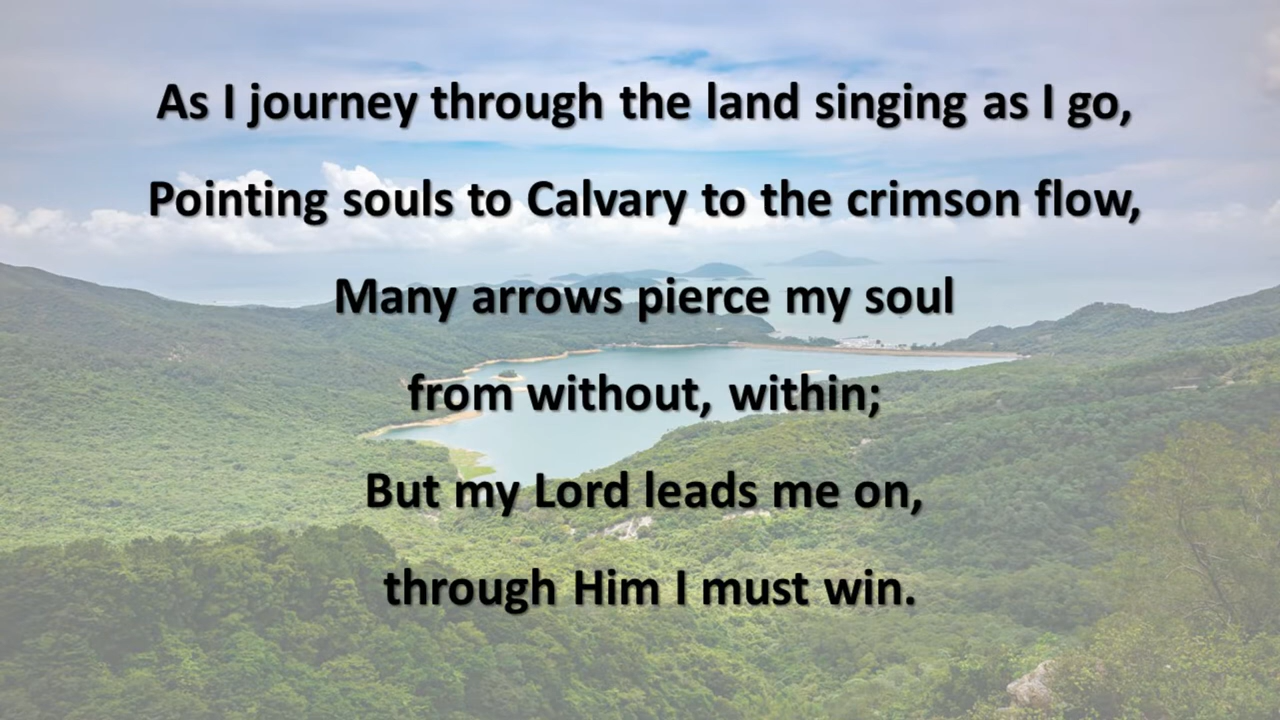 As I journey through the land singing as I go,
Pointing souls to Calvary to the crimson flow,
Many arrows pierce my soul
from without, within;
But my Lord leads me on,
through Him I must win.